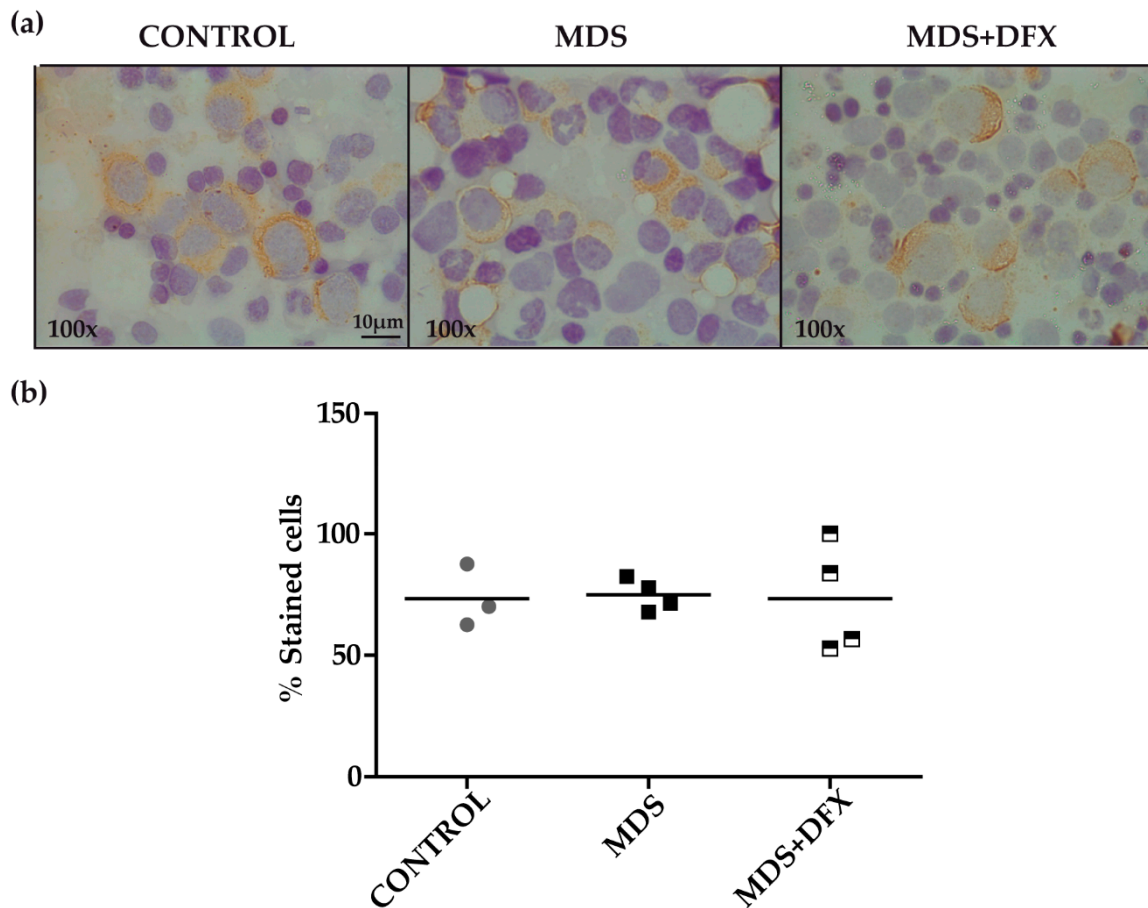 (a)
CONTROL MDS MDS+DFX
100x 10µm 100x 100x
(b)
150
100
50
0
% Stained cells
CONTROL MDS MDS+DFX